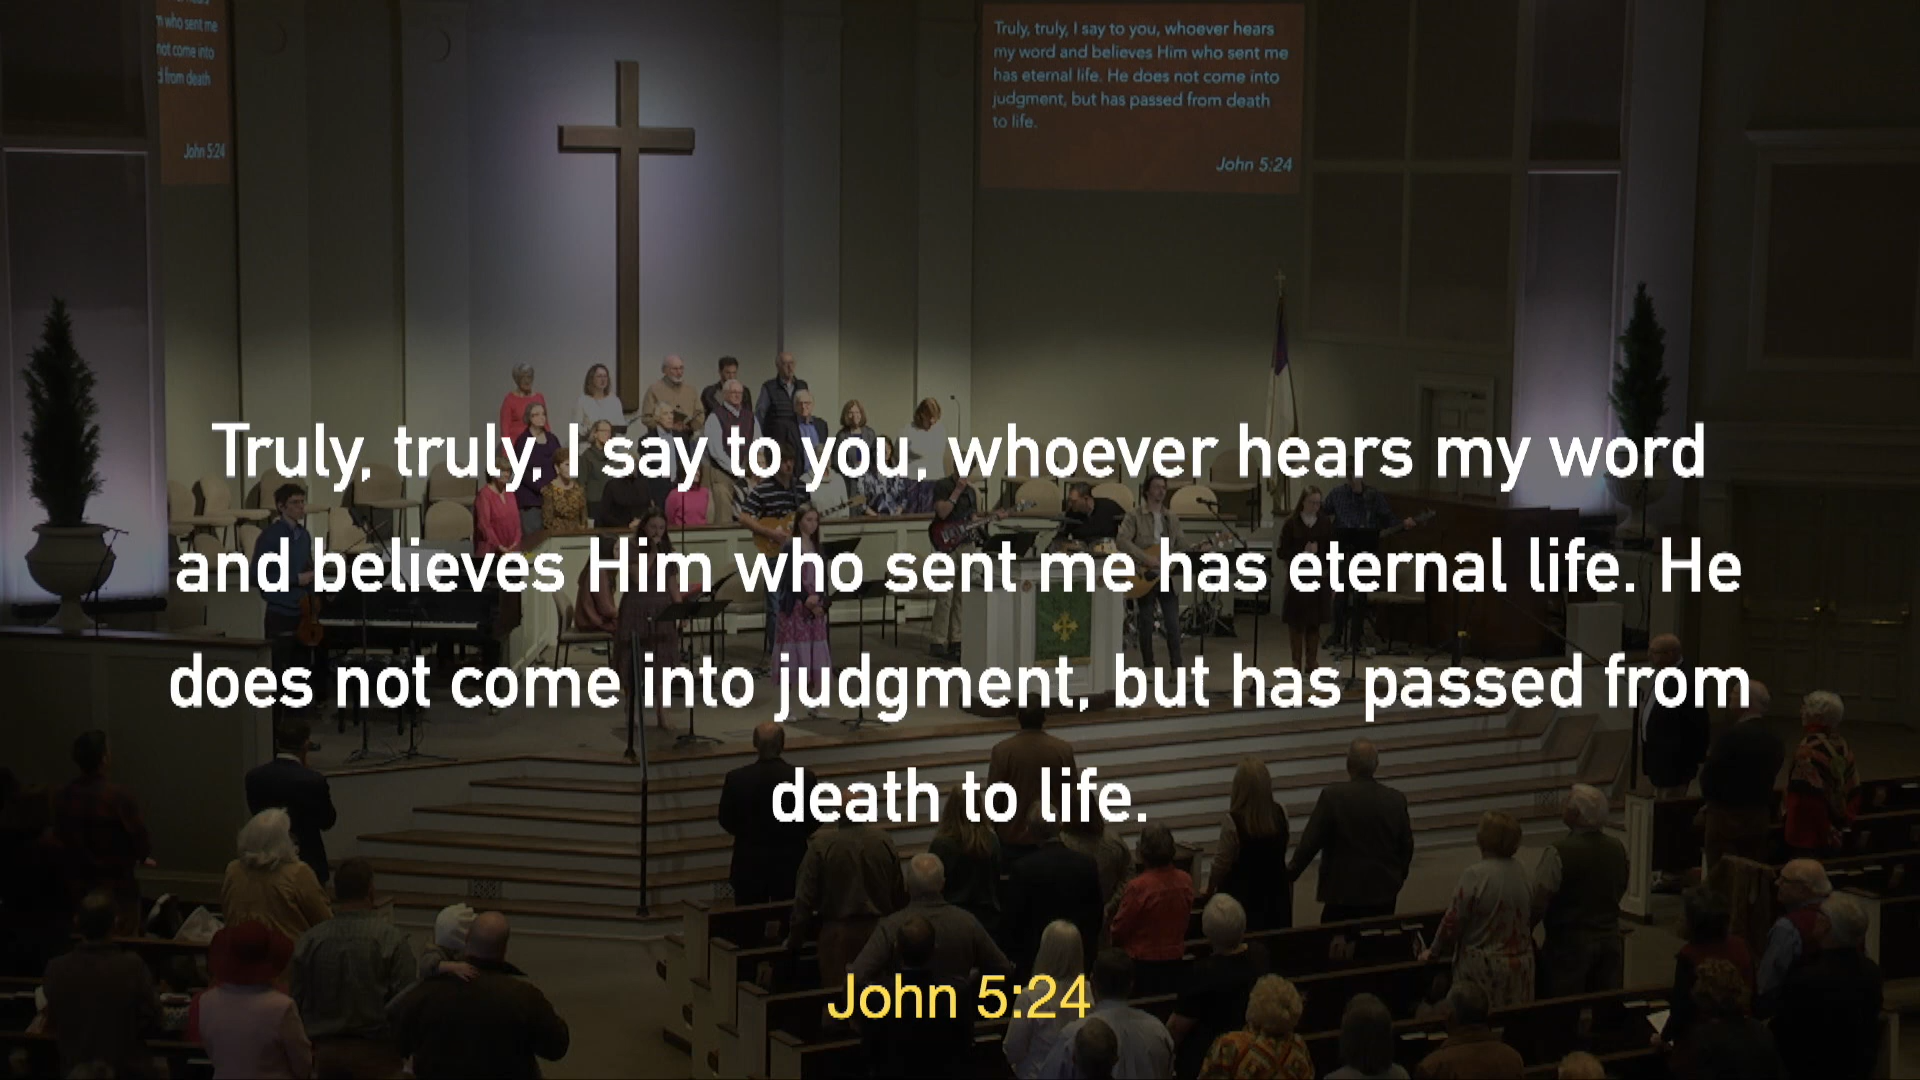 m who sent me
not come into
d from death
John 5:24
Truly, truly, I say to you, whoever hears
my word and believes Him who sent me
has eternal life. He does not come into
judgment, but has passed from death
to life.
John 5:24
Truly, truly, I say to you, whoever hears my word
and believes Him who sent me has eternal life. He
does not come into judgment, but has passed from
death to life.
John 5:24